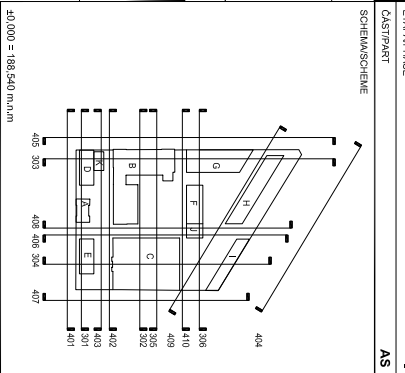 ČÁST/PART
AS
SCHEMA/SCHEME
±0,000 = 188,540 m.n.m
405
303
408
406
304
407
K
D
A
E
B
C
G
F
J
H
I
401
301
403
402
302
305
409
410
306
404